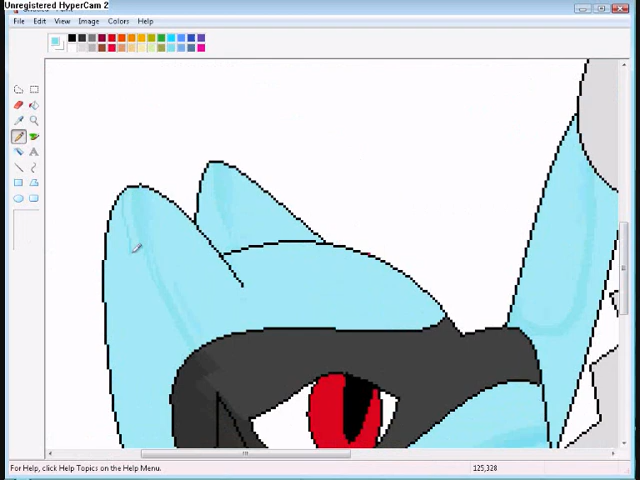 Unregistered HyperCam 2
File Edit View Image Colors Help
For Help, click Help Topics on the Help Menu.
125,328